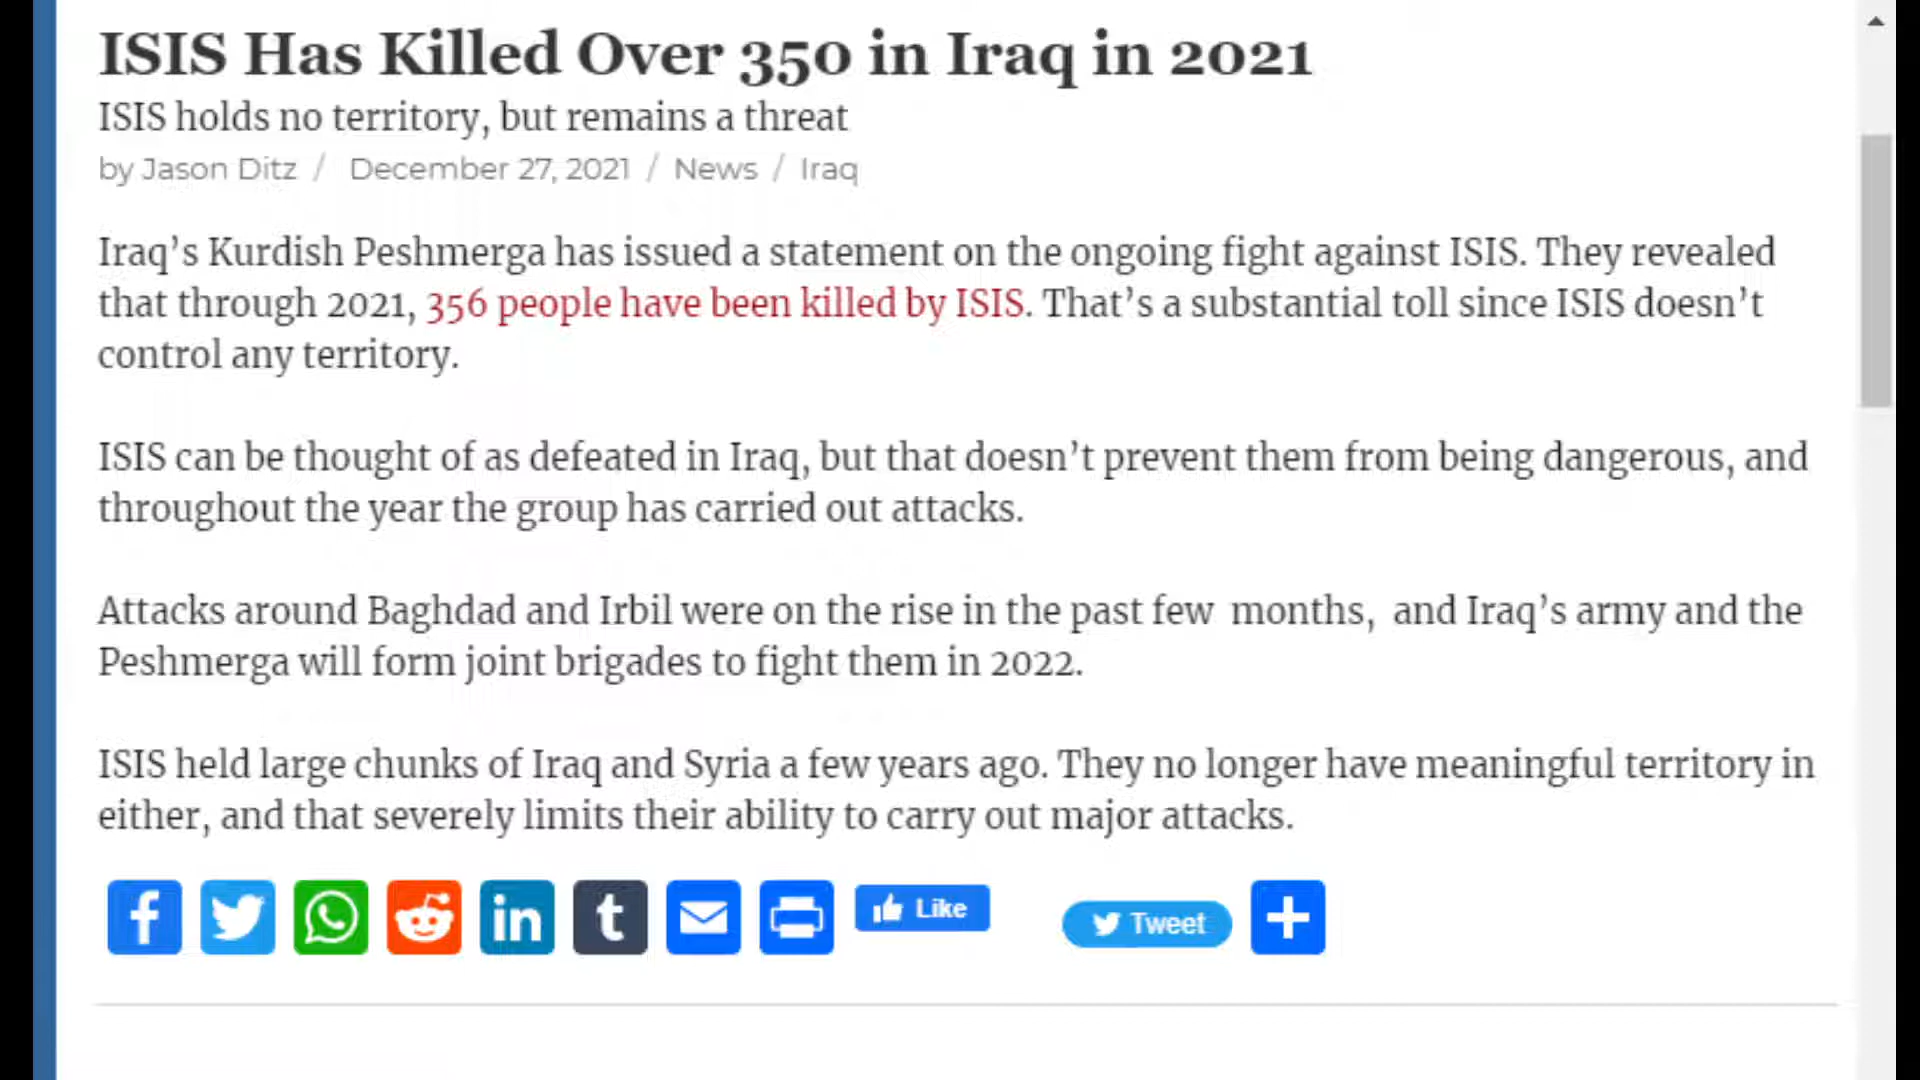 ISIS Has Killed Over 350 in Iraq in 2021
ISIS holds no territory, but remains a threat
by Jason Ditz / December 27, 2021 / News / Iraq
Iraq’s Kurdish Peshmerga has issued a statement on the ongoing fight against ISIS. They revealed
that through 2021, 356 people have been killed by ISIS. That’s a substantial toll since ISIS doesn’t
control any territory.
ISIS can be thought of as defeated in Iraq, but that doesn’t prevent them from being dangerous, and
throughout the year the group has carried out attacks.
Attacks around Baghdad and Irbil were on the rise in the past few months, and Iraq’s army and the
Peshmerga will form joint brigades to fight them in 2022.
ISIS held large chunks of Iraq and Syria a few years ago. They no longer have meaningful territory in
either, and that severely limits their ability to carry out major attacks.
f in t Like Tweet